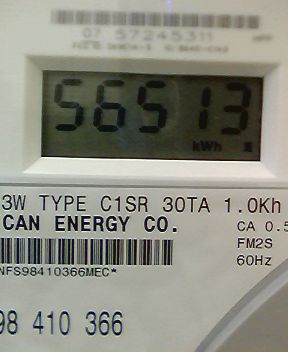 07 57245311
56513
kWh
3W TYPE C1SR 30TA 1.0Kh
CAN ENERGY CO.
CA 0.5
FM2S
60Hz
NFS98410366MEC*
98 410 366